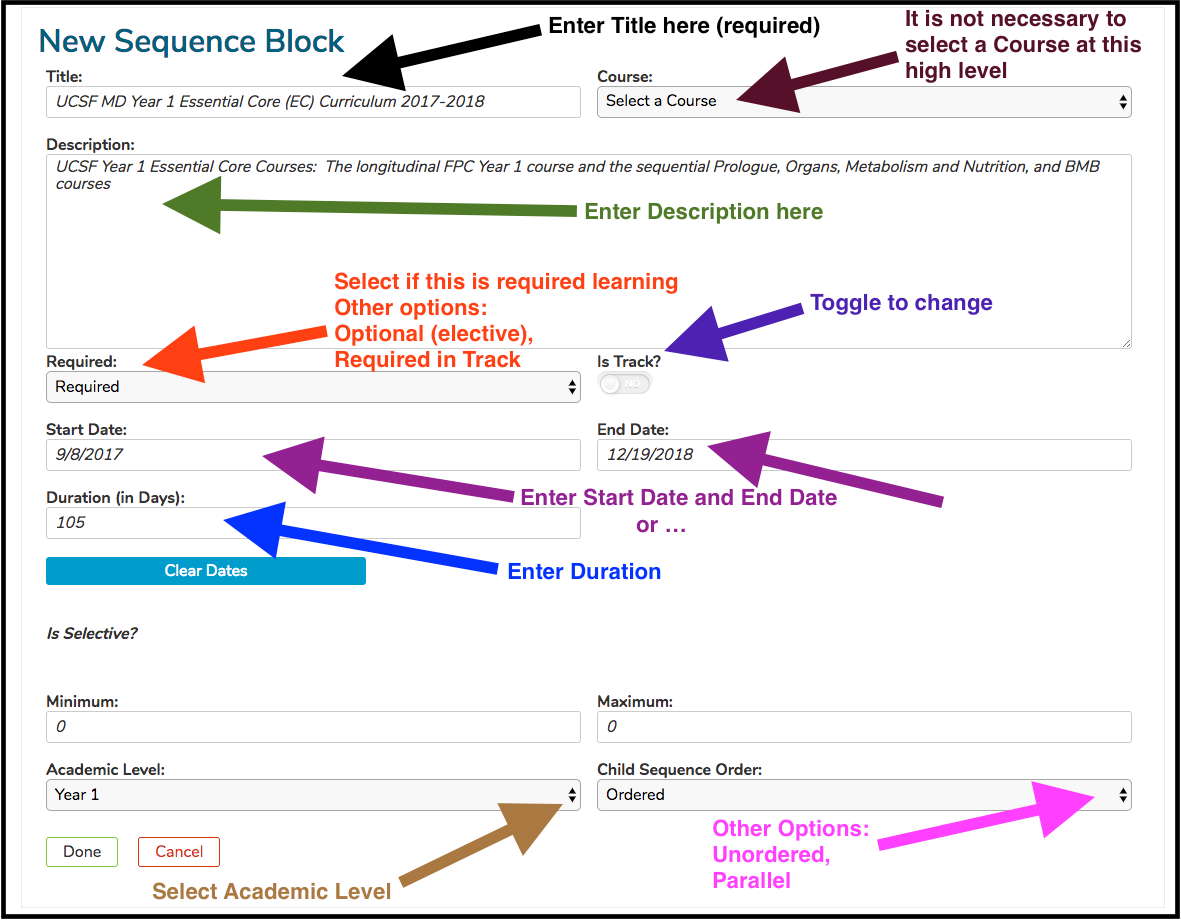 New Sequence Block
Enter Title here (required)
It is not necessary to
select a Course at this
high level
Title:
Course:
UCSF MD Year 1 Essential Core (EC) Curriculum 2017-2018
Select a Course
Description:
UCSF Year 1 Essential Core Courses:  The longitudinal FPC Year 1 course and the sequential Prologue, Organs, Metabolism and Nutrition, and BMB
courses
Enter Description here
Select if this is required learning
Other options:
Optional (elective),
Required in Track
Toggle to change
Required:
Is Track?
Required
NO
Start Date:
End Date:
9/8/2017
12/19/2018
Enter Start Date and End Date
or ...
Duration (in Days):
105
Enter Duration
Clear Dates
Is Selective?
Minimum:
Maximum:
0
0
Academic Level:
Child Sequence Order:
Year 1
Ordered
Other Options:
Unordered,
Parallel
Done
Cancel
Select Academic Level